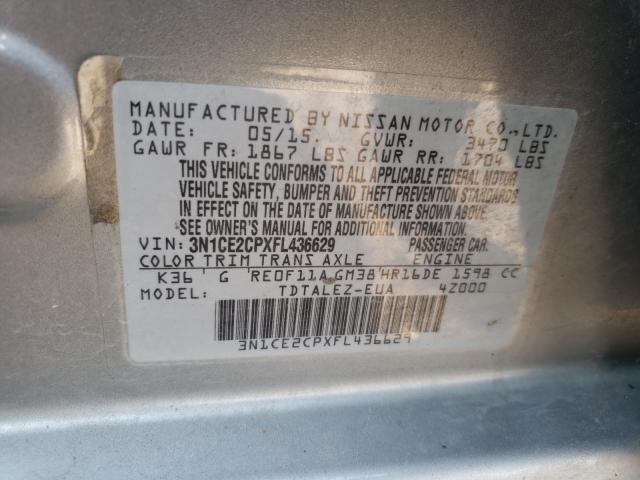 MANUFACTURED BY NISSAN MOTOR CO., LTD.
DATE: 05/15. GVWR: 3470 LBS
GAWR FR: 1867 LBS GAWR RR: 1704 LBS
THIS VEHICLE CONFORMS TO ALL APPLICABLE FEDERAL MOTOR
VEHICLE SAFETY, BUMPER AND THEFT PREVENTION STANDARDS
IN EFFECT ON THE DATE OF MANUFACTURE SHOWN ABOVE.
SEE OWNER'S MANUAL FOR ADDITIONAL INFORMATION.
VIN: 3N1CE2CPXFL436629 PASSENGER CAR.
COLOR TRIM TRANS AXLE ENGINE
K36 G RE0F11A GM38 HR16DE 1598 CC
MODEL: TDTALEZ-EUA 4Z000
3N1CE2CPXFL436629